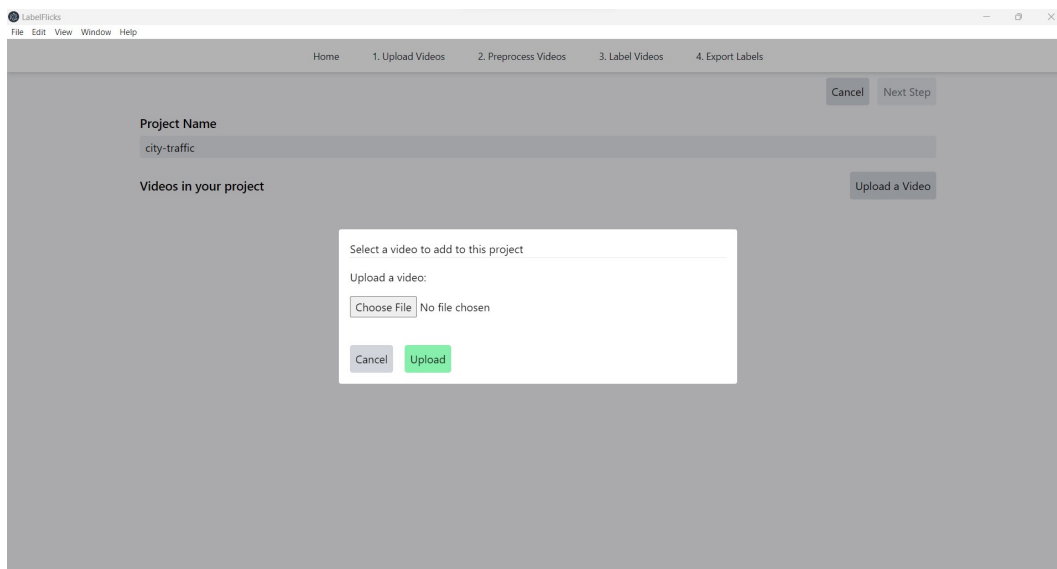 LabelFlicks
File Edit View Window Help
Home 1. Upload Videos 2. Preprocess Videos 3. Label Videos 4. Export Labels
Cancel Next Step
Project Name
city-traffic
Videos in your project Upload a Video
Select a video to add to this project
Upload a video:
Choose File No file chosen
Cancel Upload